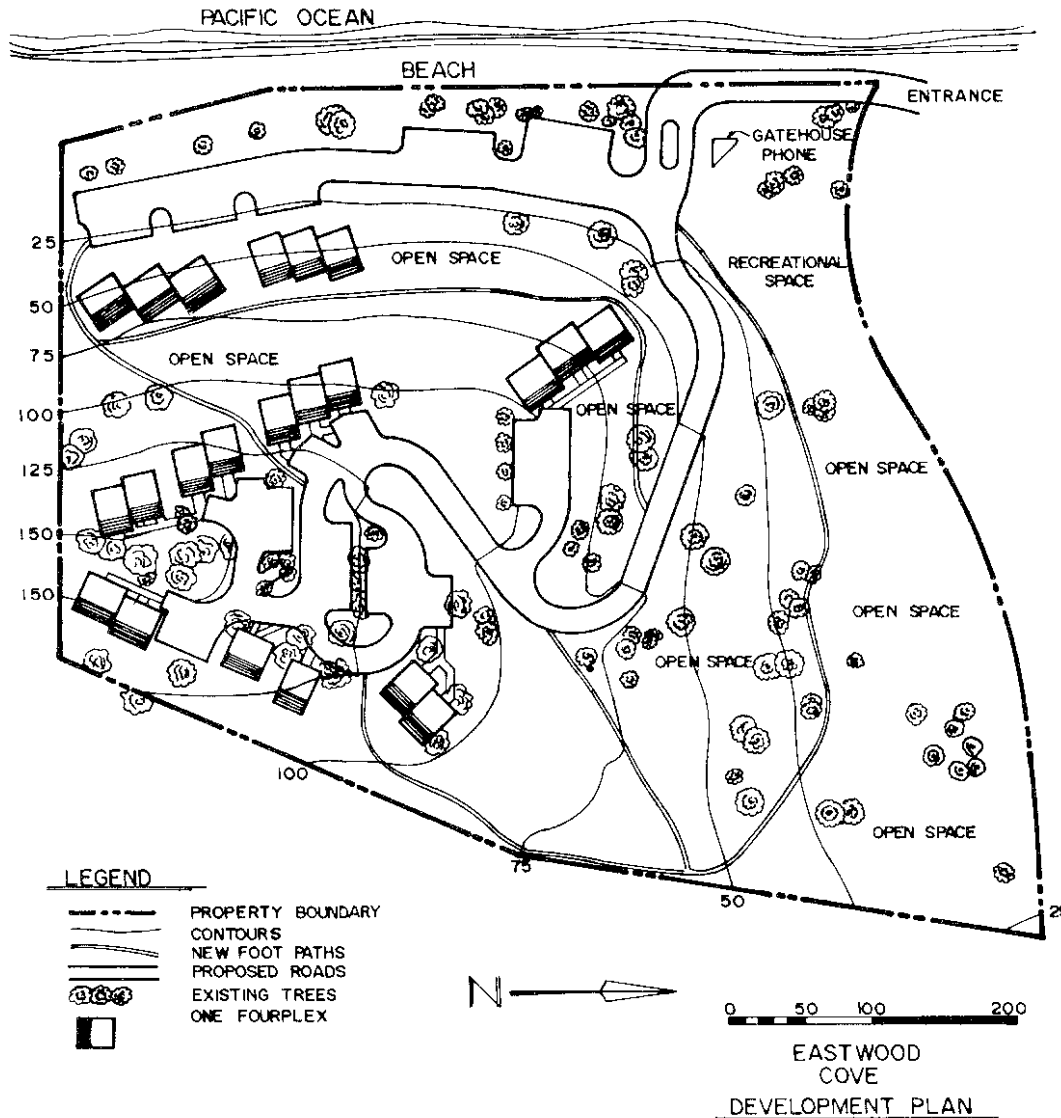 PACIFIC OCEAN
BEACH
ENTRANCE
GATEHOUSE
PHONE
25
OPEN SPACE
RECREATIONAL
SPACE
50
75
OPEN SPACE
100
OPEN SPACE
125
OPEN SPACE
150
150
OPEN SPACE
OPEN SPACE
100
OPEN SPACE
75
50
LEGEND
PROPERTY BOUNDARY
CONTOURS
NEW FOOT PATHS
PROPOSED ROADS
EXISTING TREES
ONE FOURPLEX
N
0 50 100 200
EASTWOOD
COVE
DEVELOPMENT PLAN